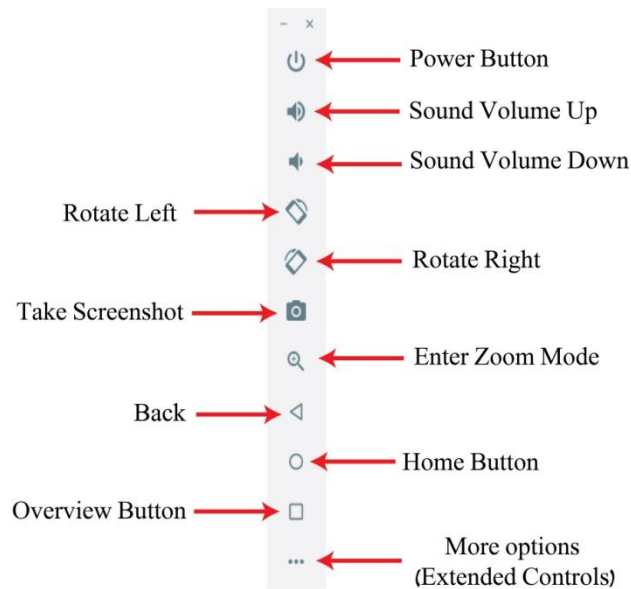 Power Button
Sound Volume Up
Sound Volume Down
Rotate Left
Rotate Right
Take Screenshot
Enter Zoom Mode
Back
Home Button
Overview Button
More options
(Extended Controls)